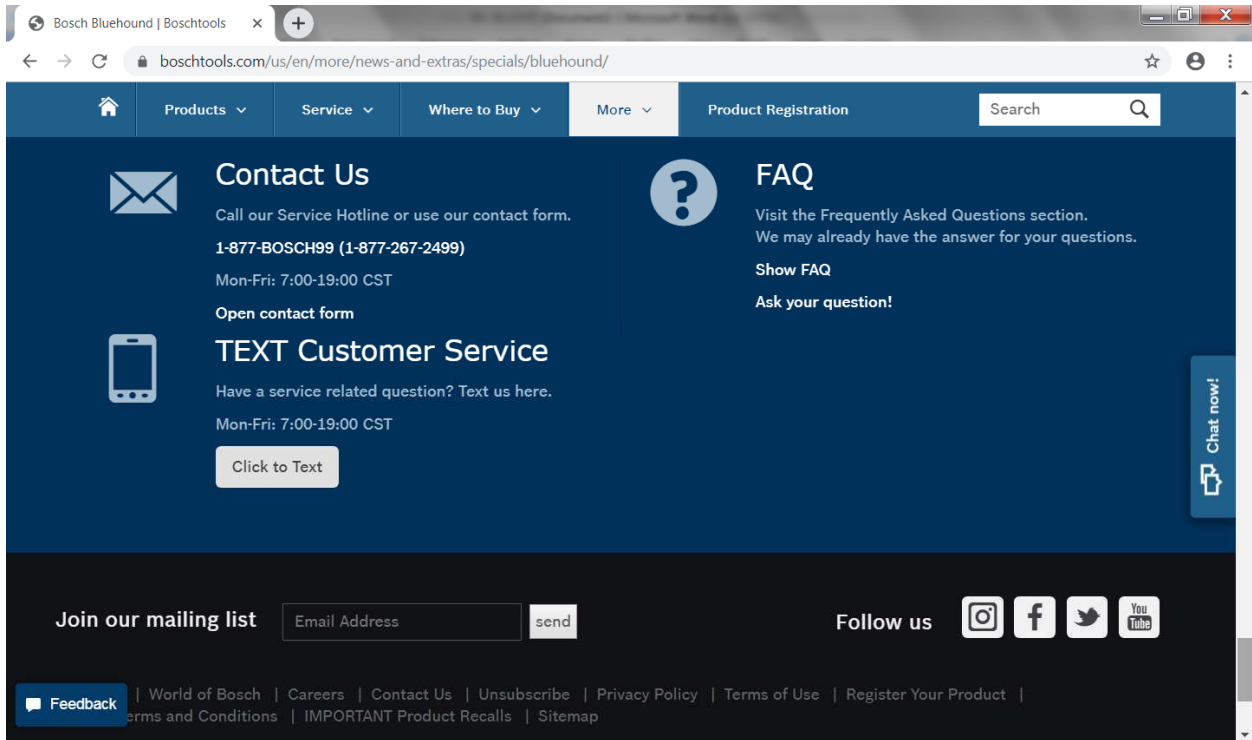 Bosch Bluehound | Boschtools
boschtools.com/us/en/more/news-and-extras/specials/bluehound/
Products
Service
Where to Buy
More
Product Registration
Search
Contact Us
Call our Service Hotline or use our contact form.
1-877-BOSCH99 (1-877-267-2499)
Mon-Fri: 7:00-19:00 CST
Open contact form
FAQ
Visit the Frequently Asked Questions section.
We may already have the answer for your questions.
Show FAQ
Ask your question!
TEXT Customer Service
Have a service related question? Text us here.
Mon-Fri: 7:00-19:00 CST
Click to Text
Chat now!
Join our mailing list
Email Address
send
Follow us
You
Tube
Feedback
| World of Bosch | Careers | Contact Us | Unsubscribe | Privacy Policy | Terms of Use | Register Your Product |
erms and Conditions | IMPORTANT Product Recalls | Sitemap